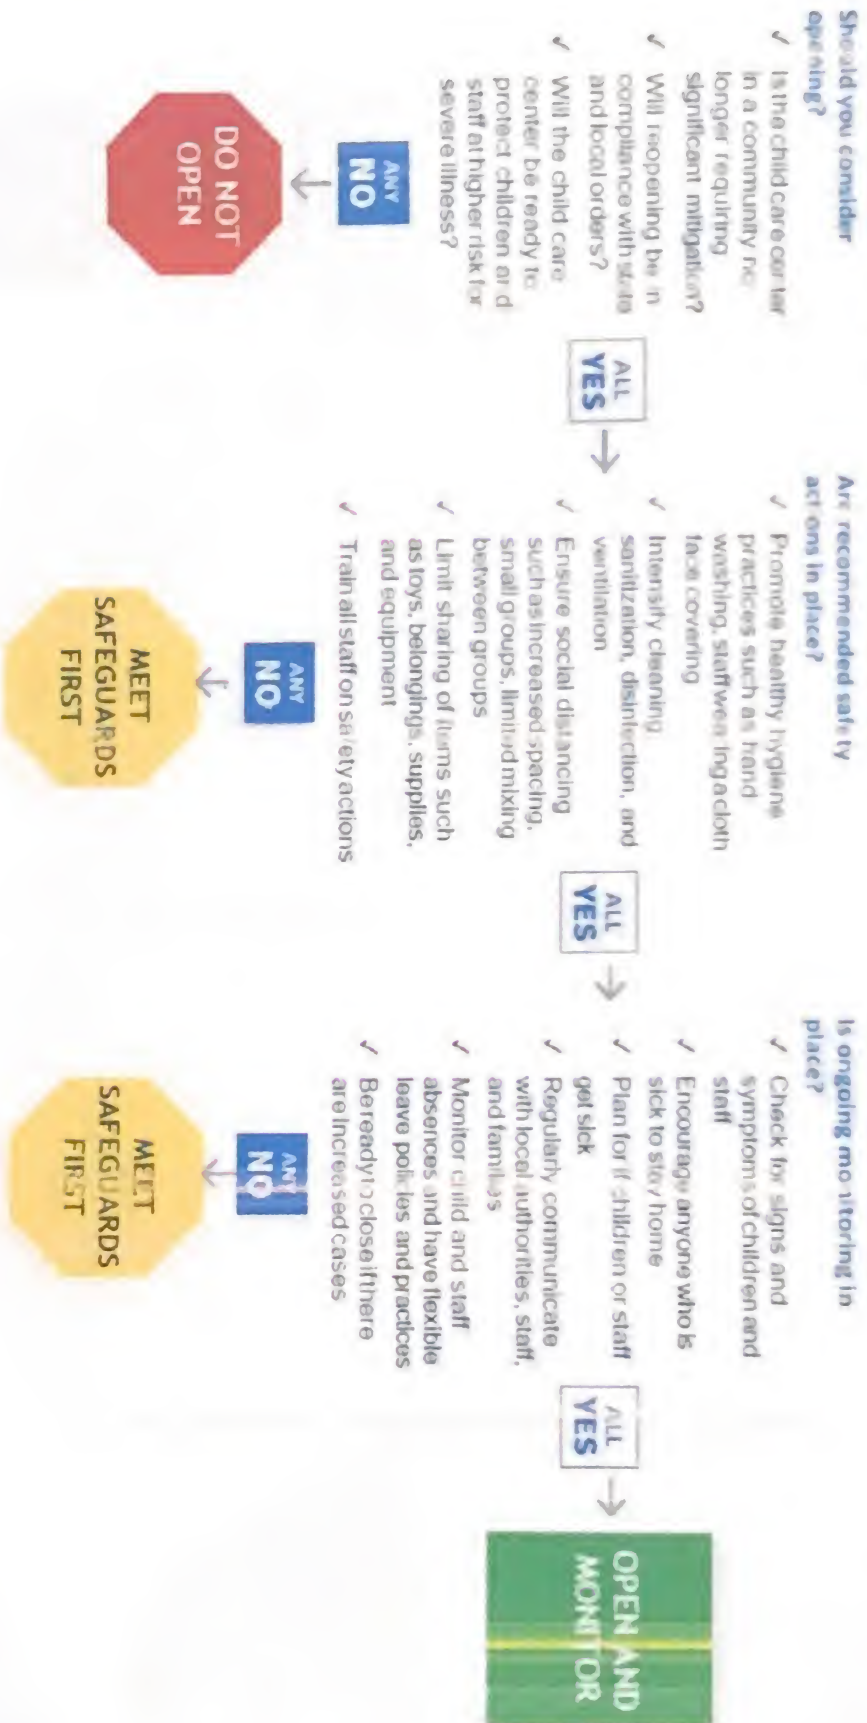 Should you consider
opening?
✓ Is the child care center
in a community no
longer requiring
significant mitigation?
✓ Will reopening be in
compliance with state
and local orders?
✓ Will the child care
center be ready to
protect children and
staff at higher risk for
severe illness?
ANY
NO
DO NOT
OPEN
ALL
YES
Are recommended safety
actions in place?
✓ Promote healthy hygiene
practices such as hand
washing, staff wearing a cloth
face covering
✓ Intensify cleaning
sanitization, disinfection, and
ventilation
✓ Ensure social distancing
such as increased spacing,
small groups, limited mixing
between groups
✓ Limit sharing of items such
as toys, belongings, supplies,
and equipment
✓ Train all staff on safety actions
ANY
NO
MEET
SAFEGUARDS
FIRST
ALL
YES
Is ongoing monitoring in
place?
✓ Check for signs and
symptoms of children and
staff
✓ Encourage anyone who is
sick to stay home
✓ Plan for if children or staff
get sick
✓ Regularly communicate
with local authorities, staff,
and families
✓ Monitor child and staff
absences and have flexible
leave policies and practices
✓ Be ready to close if there
are increased cases
ANY
NO
MEET
SAFEGUARDS
FIRST
ALL
YES
OPEN AND
MONITOR